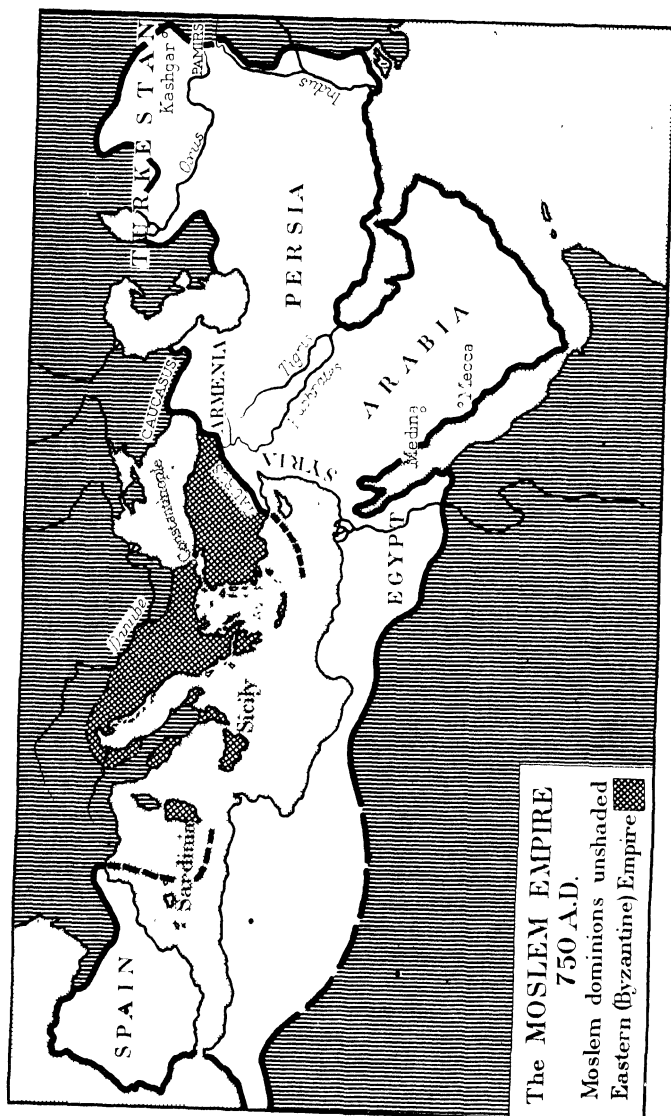 TURKESTAN
Kashgar
PAMIRS
Oxus
Indus
PERSIA
CAUCASUS
ARMENIA
Tigris
Euphrates
ARABIA
Mecca
Medina
SYRIA
Constantinople
EGYPT
Danube
Sicily
Sardinia
SPAIN
The MOSLEM EMPIRE
750 A.D.
Moslem dominions unshaded
Eastern (Byzantine) Empire